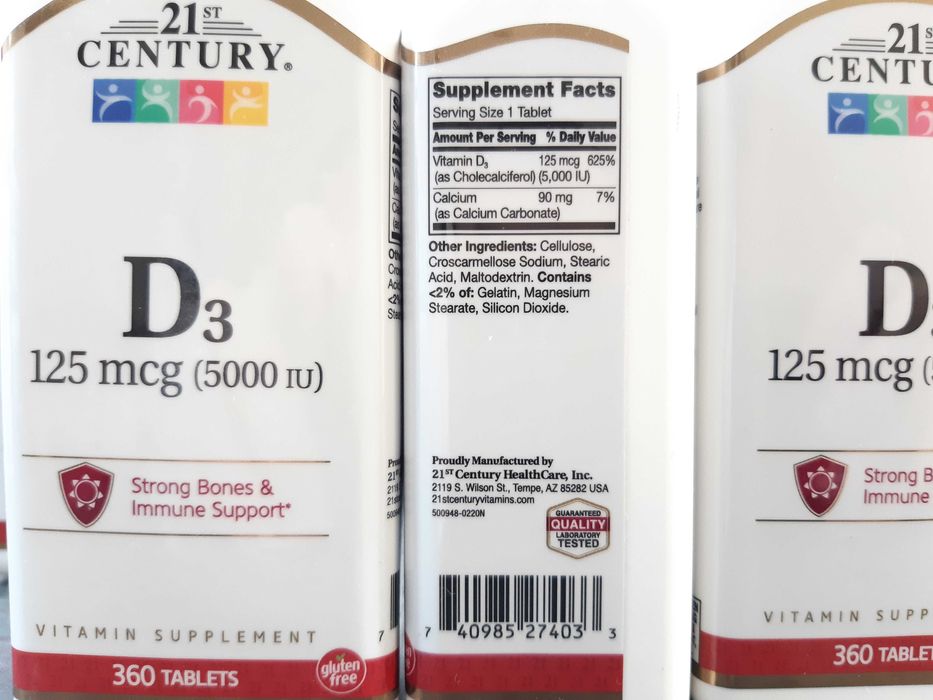 21ST
CENTURY®
D3
125 mcg (5000 IU)
Strong Bones &
Immune Support*
VITAMIN SUPPLEMENT
360 TABLETS
gluten
free
7
Supplement Facts
Serving Size 1 Tablet
Amount Per Serving % Daily Value
Vitamin D3 125 mcg 625%
(as Cholecalciferol) (5,000 IU)
Calcium 90 mg 7%
(as Calcium Carbonate)
Other Ingredients: Cellulose,
Croscarmellose Sodium, Stearic
Acid, Maltodextrin. Contains
<2% of: Gelatin, Magnesium
Stearate, Silicon Dioxide.
Proudly Manufactured by
21ST Century HealthCare, Inc.
2119 S. Wilson St., Tempe, AZ 85282 USA
21stcenturyvitamins.com
500948-0220N
GUARANTEED
QUALITY
LABORATORY
TESTED
7 40985 27403 3
21
CENTU
D
125 mcg
Strong B
Immune
VITAMIN SUPP
360 TABLET